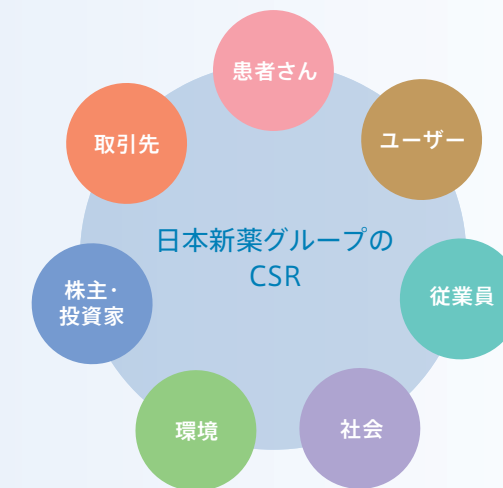 患者さん
取引先
ユーザー
日本新薬グループの
CSR
株主・
投資家
従業員
環境
社会